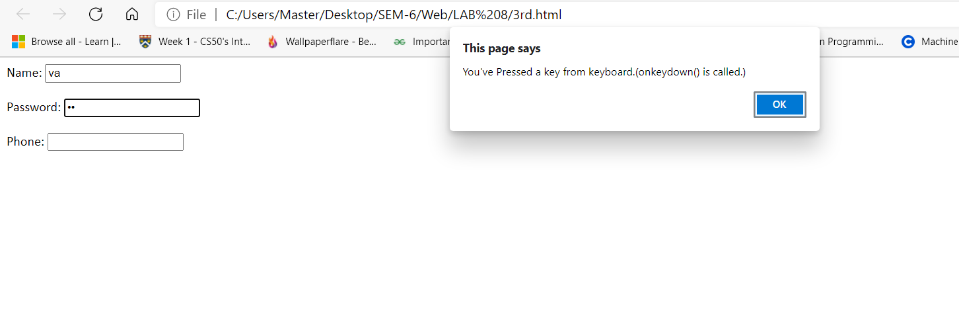 File | C:/Users/Master/Desktop/SEM-6/Web/LAB%208/3rd.html
Browse all - Learn |... Week 1 - CS50's Int... Wallpaperflare - Be... Important Programmi... Machine
This page says
You've Pressed a key from keyboard.(onkeydown() is called.)
OK
Name: va
Password: ••
Phone: